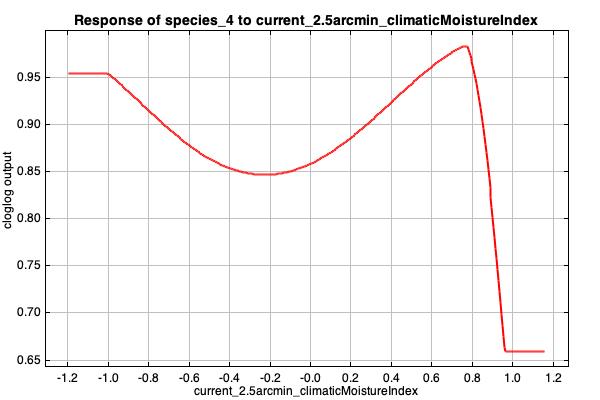 Response of species_4 to current_2.5arcmin_climaticMoistureIndex
cloglog output
0.95
0.90
0.85
0.80
0.75
0.70
0.65
-1.2 -1.0 -0.8 -0.6 -0.4 -0.2 -0.0 0.2 0.4 0.6 0.8 1.0 1.2
current_2.5arcmin_climaticMoistureIndex